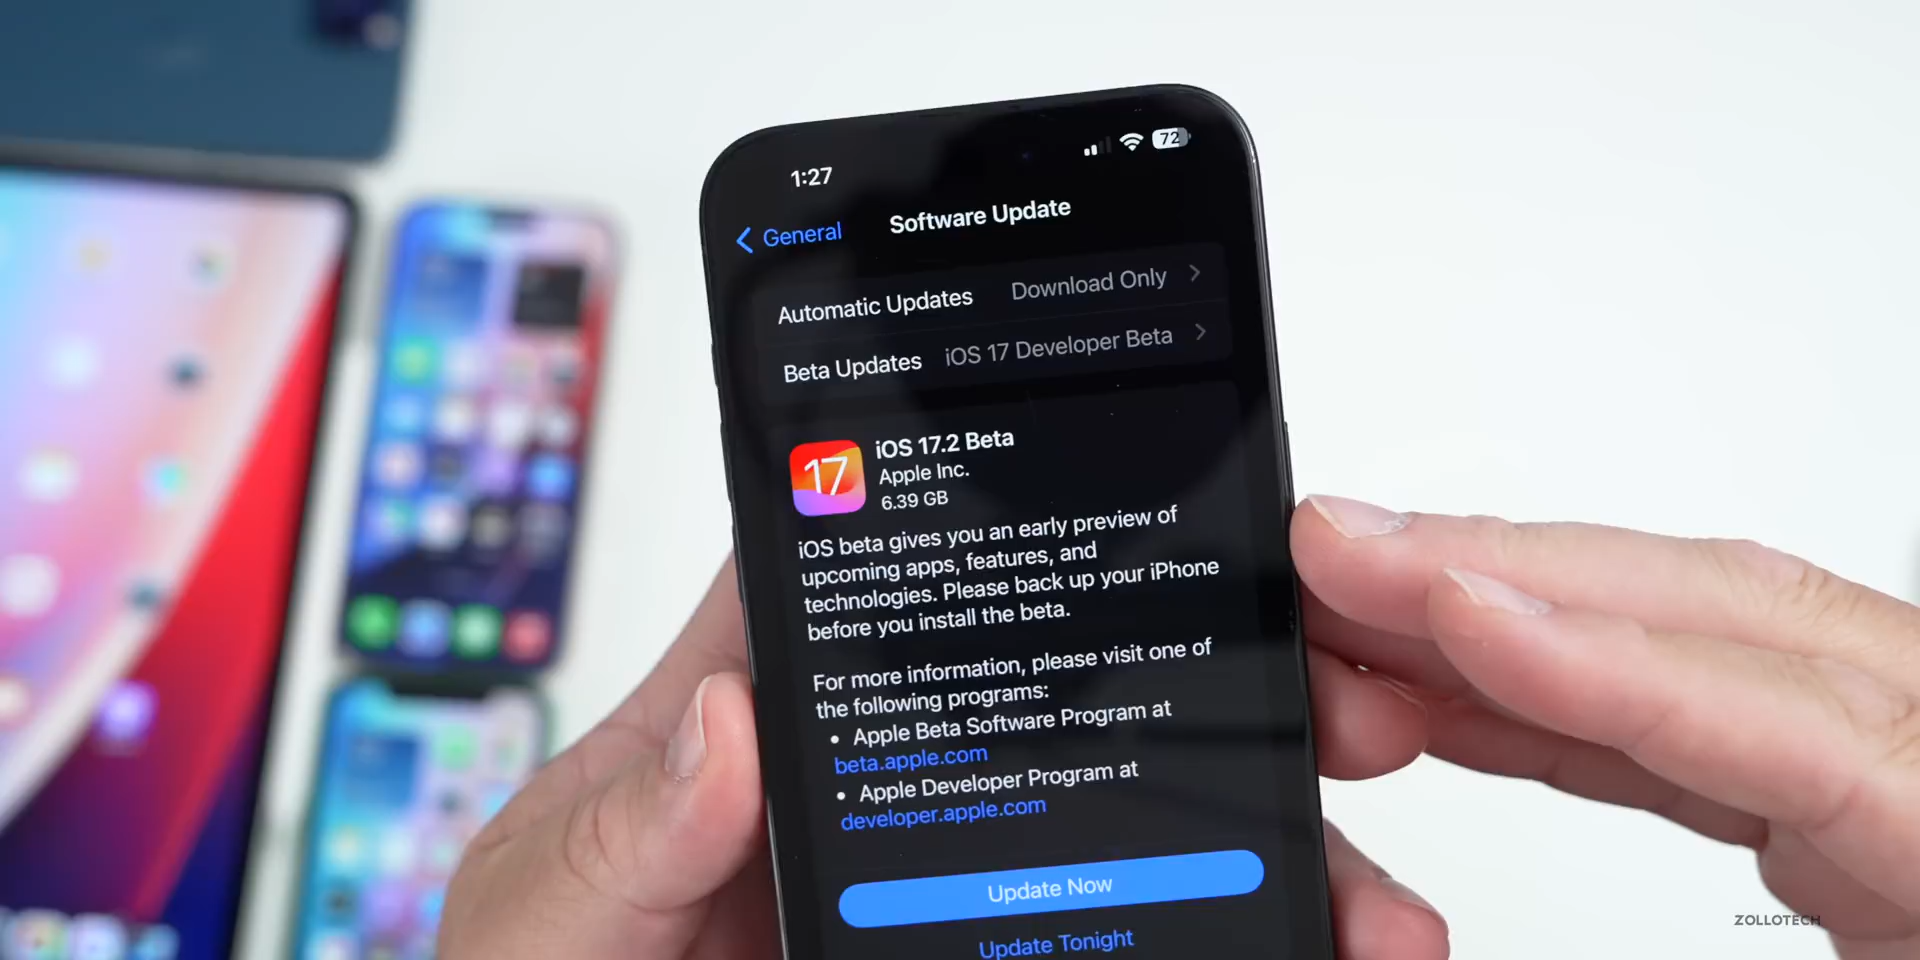 1:27
72
General
Software Update
Automatic Updates Download Only
Beta Updates iOS 17 Developer Beta
17
iOS 17.2 Beta
Apple Inc.
6.39 GB
iOS beta gives you an early preview of
upcoming apps, features, and
technologies. Please back up your iPhone
before you install the beta.
For more information, please visit one of
the following programs:
• Apple Beta Software Program at
beta.apple.com
• Apple Developer Program at
developer.apple.com
Update Now
Update Tonight
ZOLLOTECH